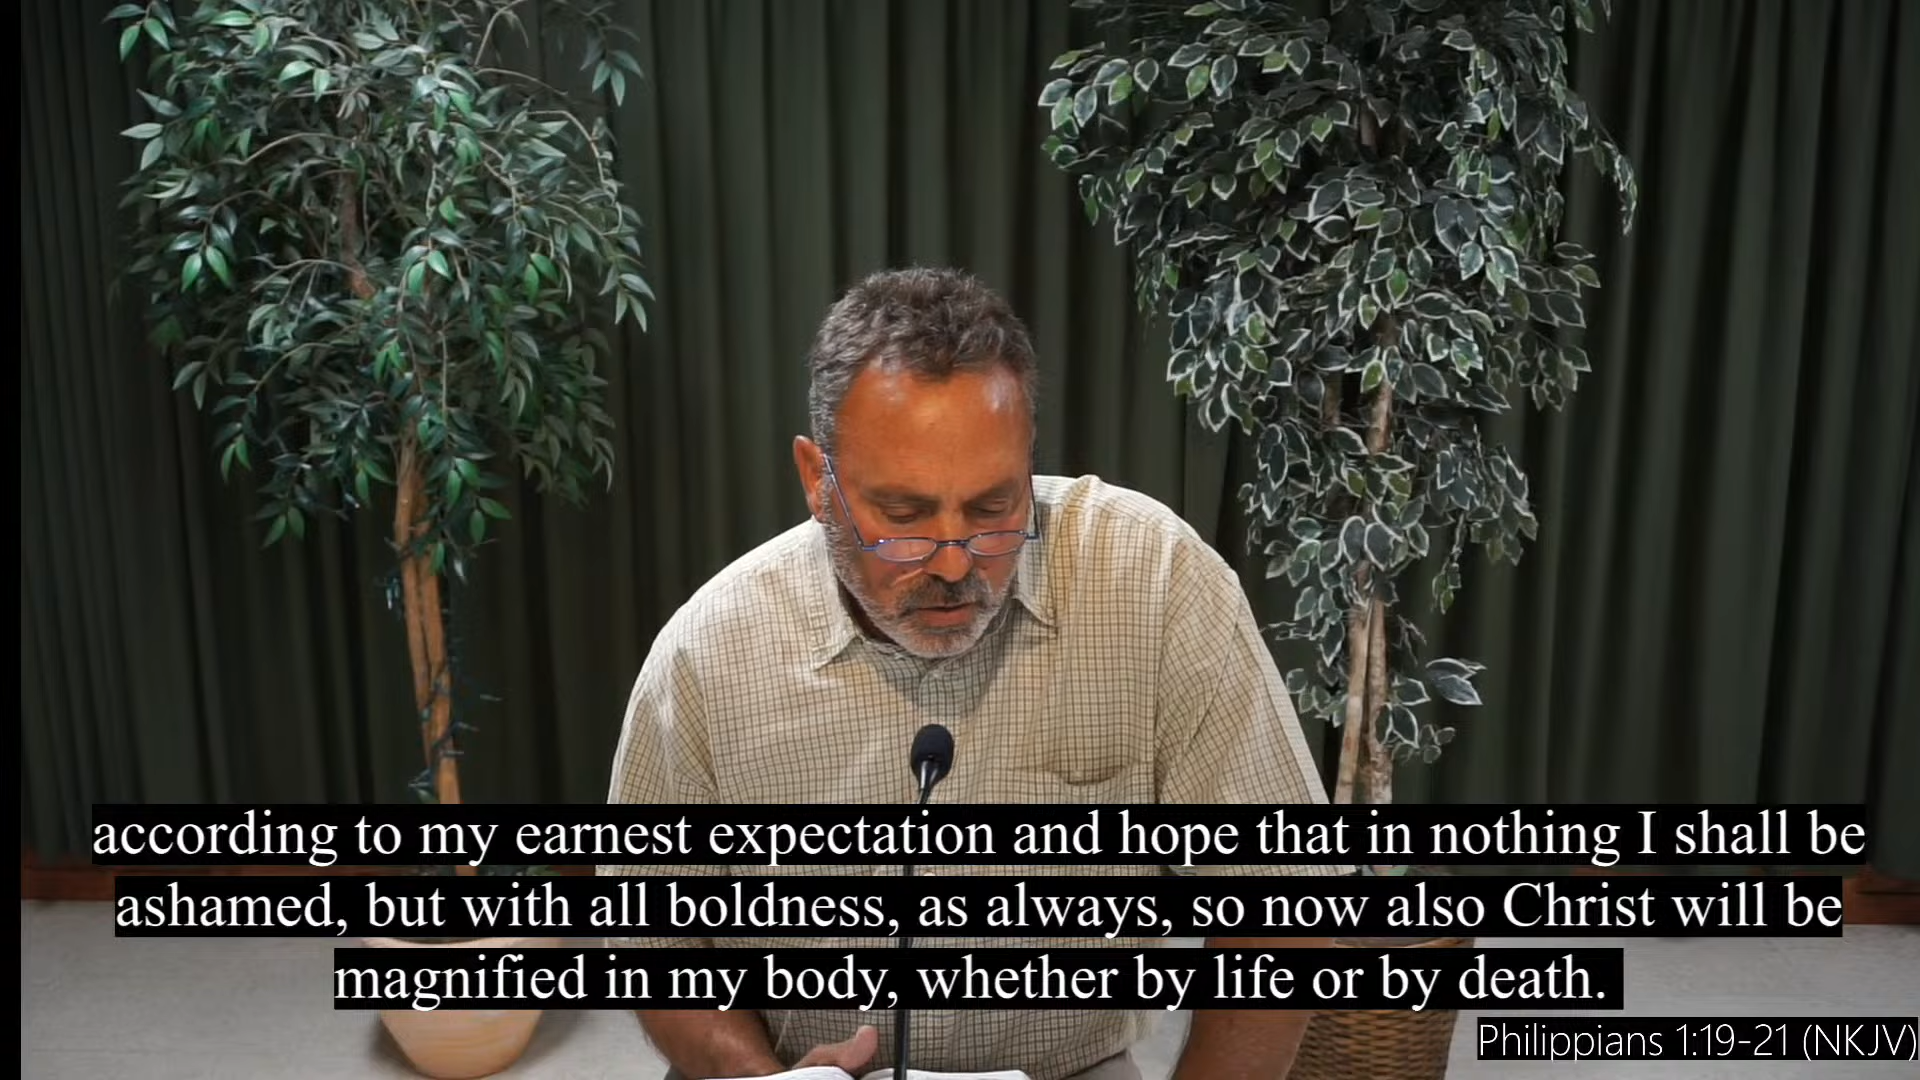 according to my earnest expectation and hope that in nothing I shall be
ashamed, but with all boldness, as always, so now also Christ will be
magnified in my body, whether by life or by death.
Philippians 1:19-21 (NKJV)